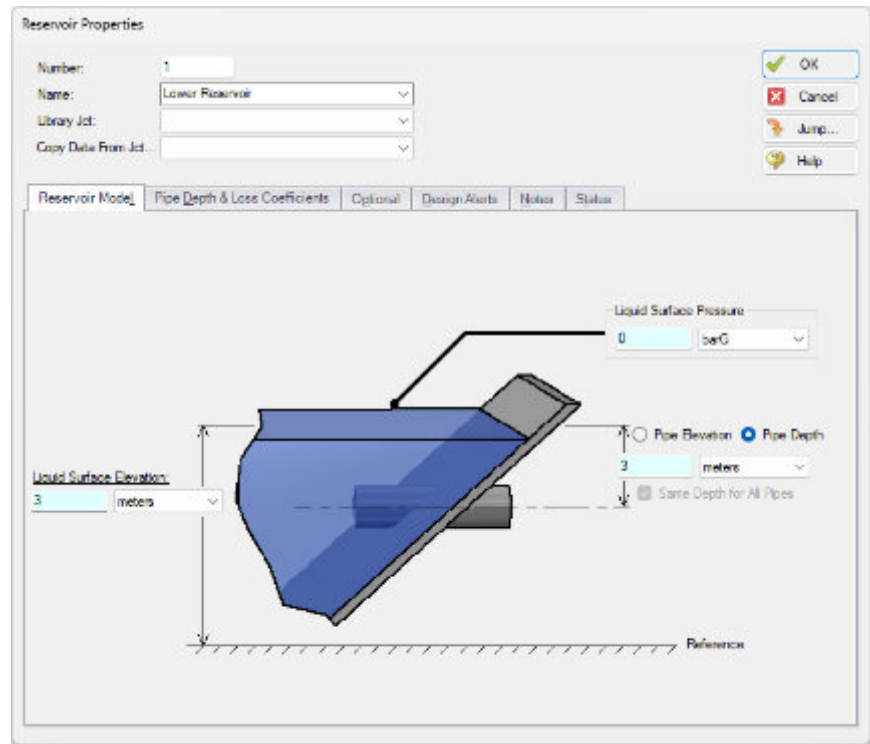 Reservoir Properties
Number: 1
Name: Lower Reservoir
Library Jct:
Copy Data From Jct...
OK
Cancel
Jump...
Help
Reservoir Model
Pipe Depth & Loss Coefficients
Optional
Design Alerts
Notes
Status
Liquid Surface Pressure
0 barG
Pipe Elevation Pipe Depth
3 meters
Same Depth for All Pipes
Liquid Surface Elevation:
3 meters
Reference